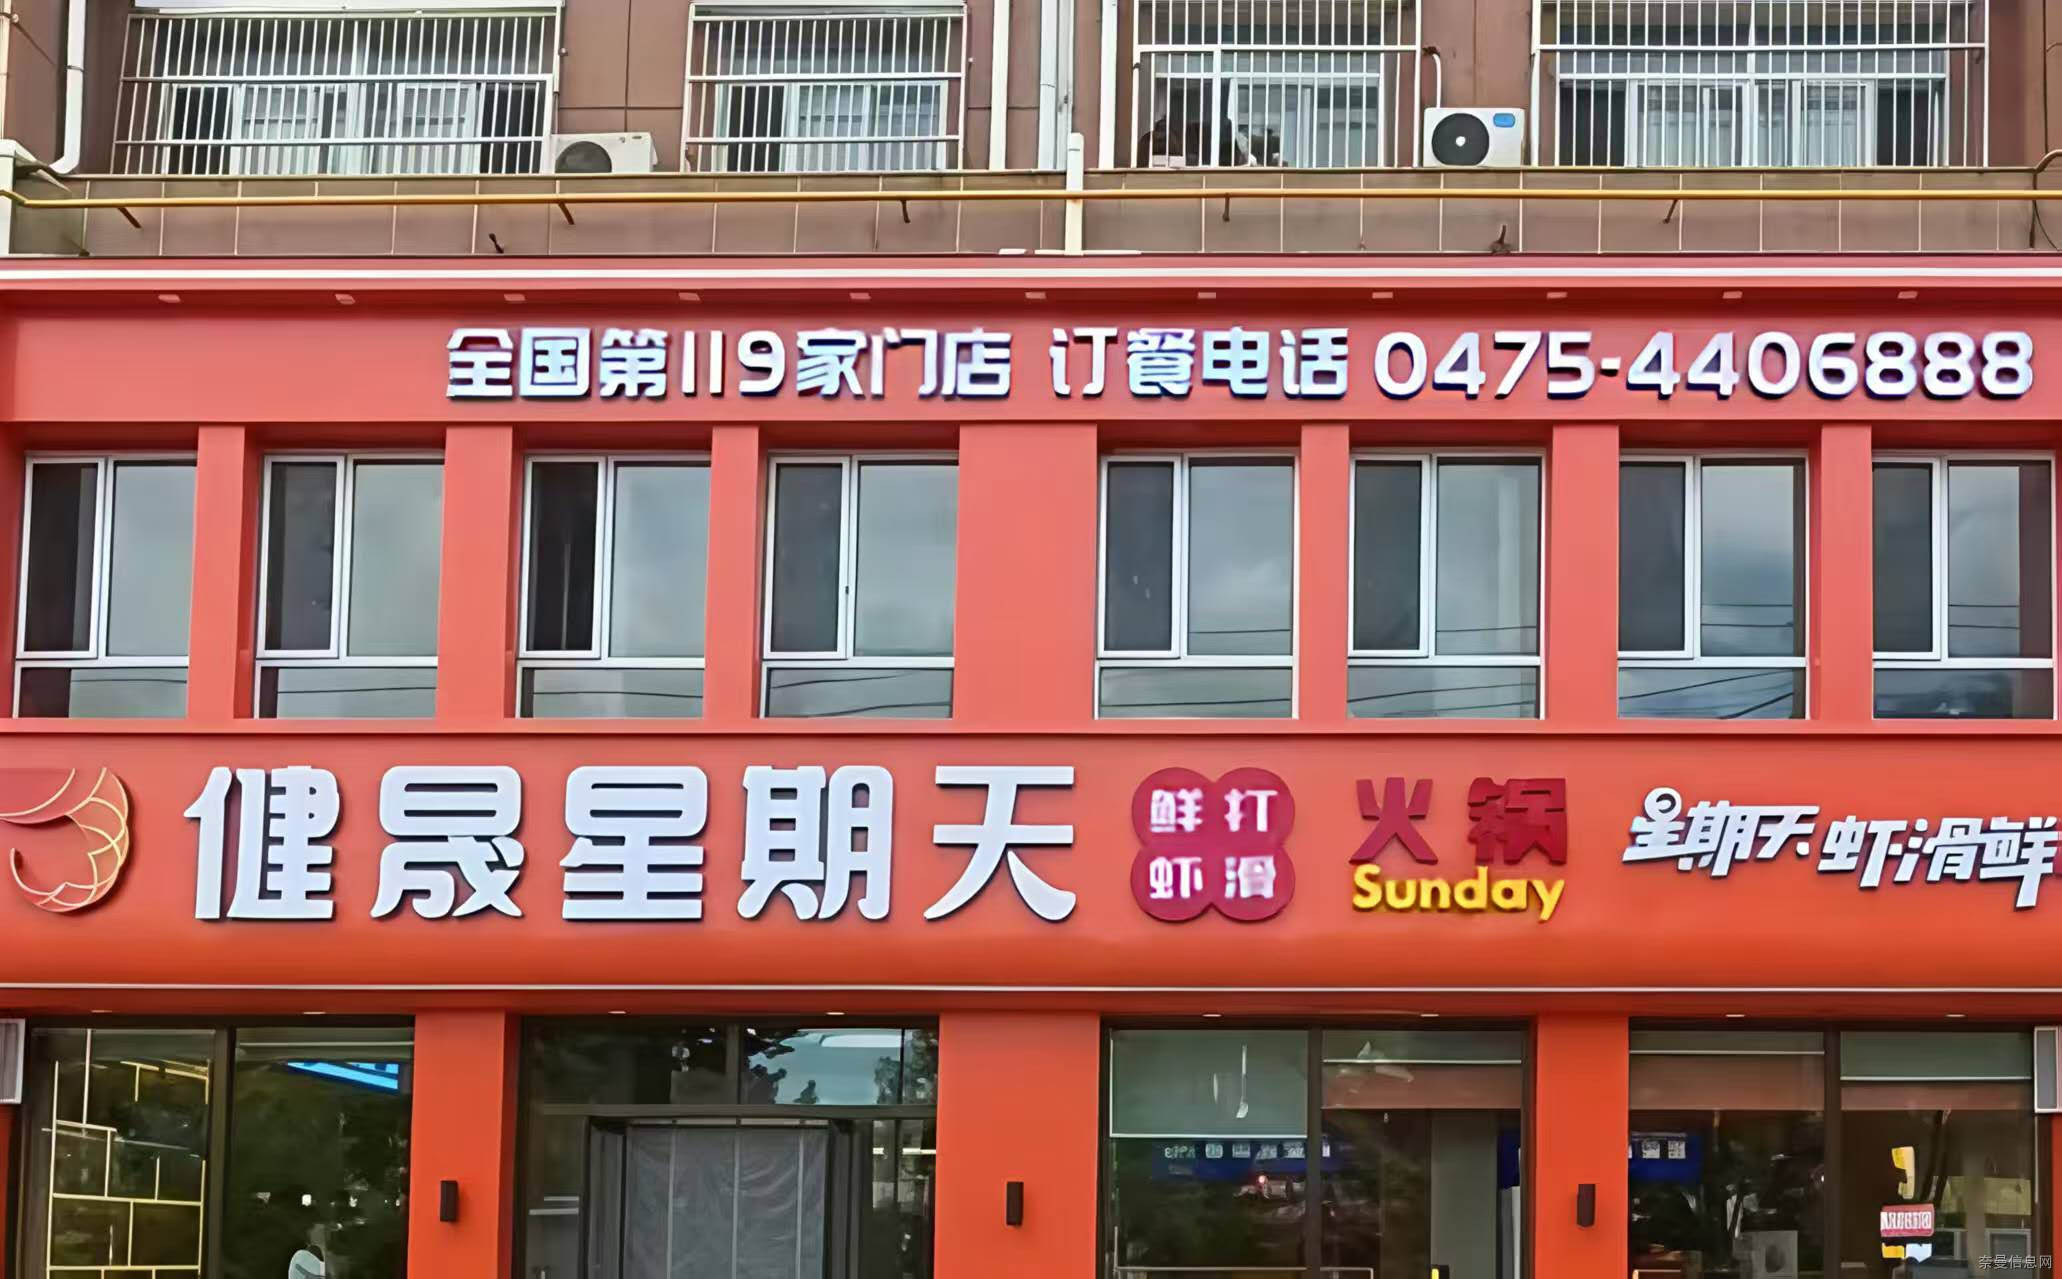 全国第119家门店 订餐电话 0475-4406888
健晟星期天
鲜打
虾滑
火锅
Sunday
星期天虾滑鲜
奈曼信息网